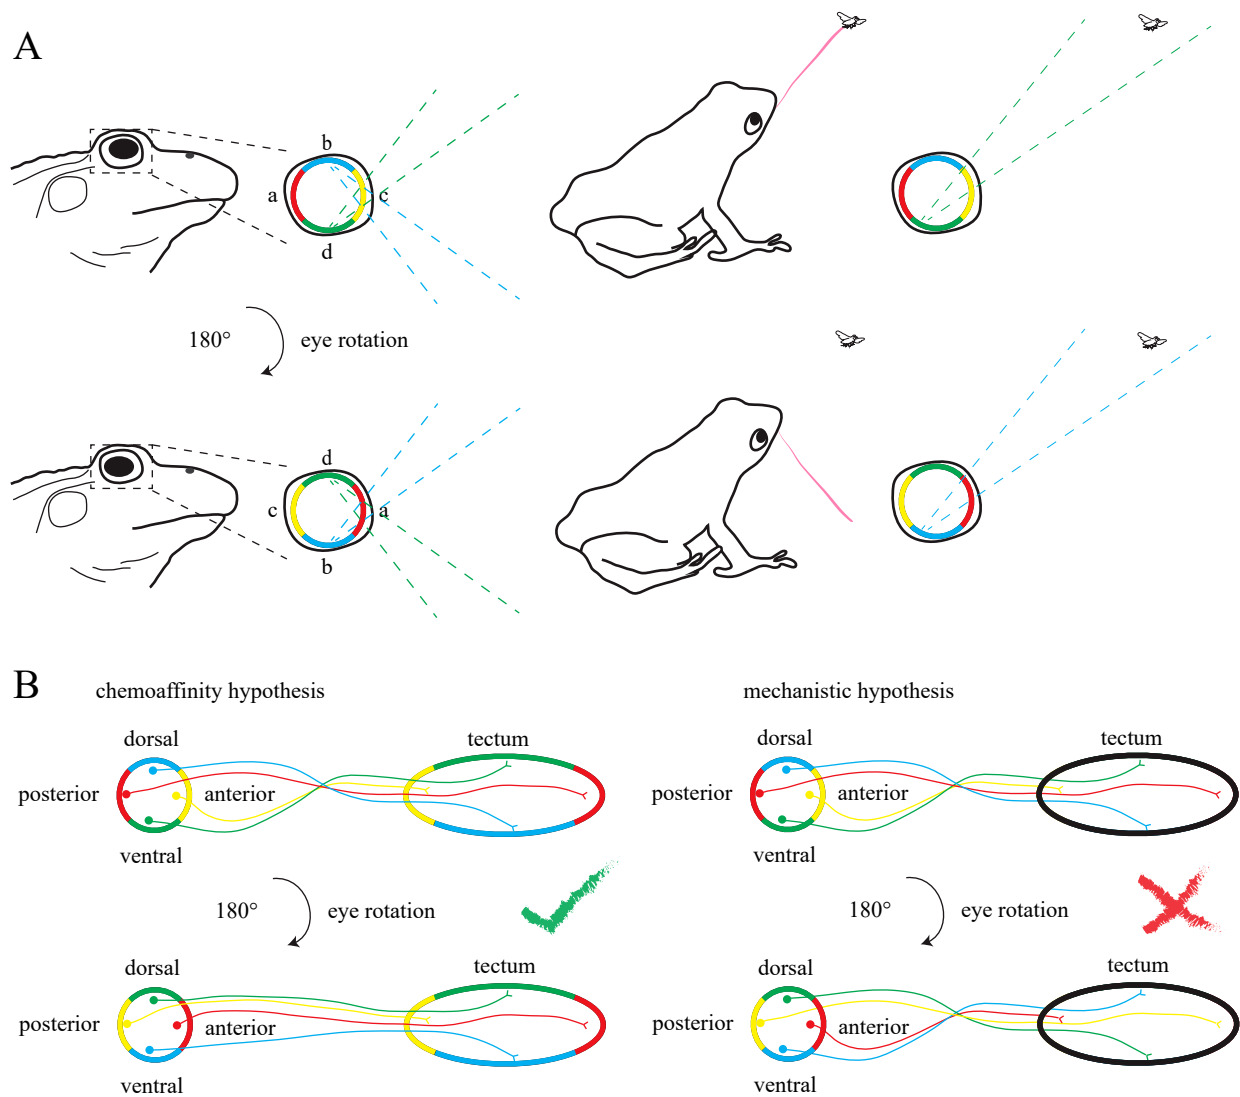 A
b
a
c
d
180°
eye rotation
d
c
a
b
B
chemoaffinity hypothesis
mechanistic hypothesis
dorsal
tectum
posterior
anterior
ventral
dorsal
tectum
posterior
anterior
ventral
180°
eye rotation
180°
eye rotation
dorsal
tectum
posterior
anterior
ventral
dorsal
tectum
posterior
anterior
ventral